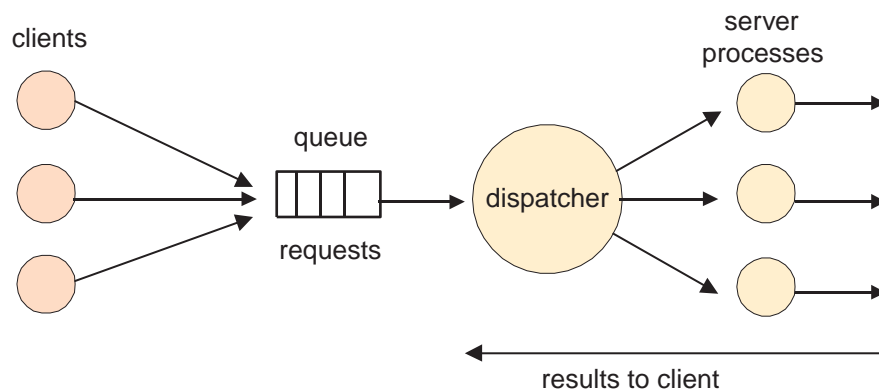 clients
server
processes
queue
dispatcher
requests
results to client